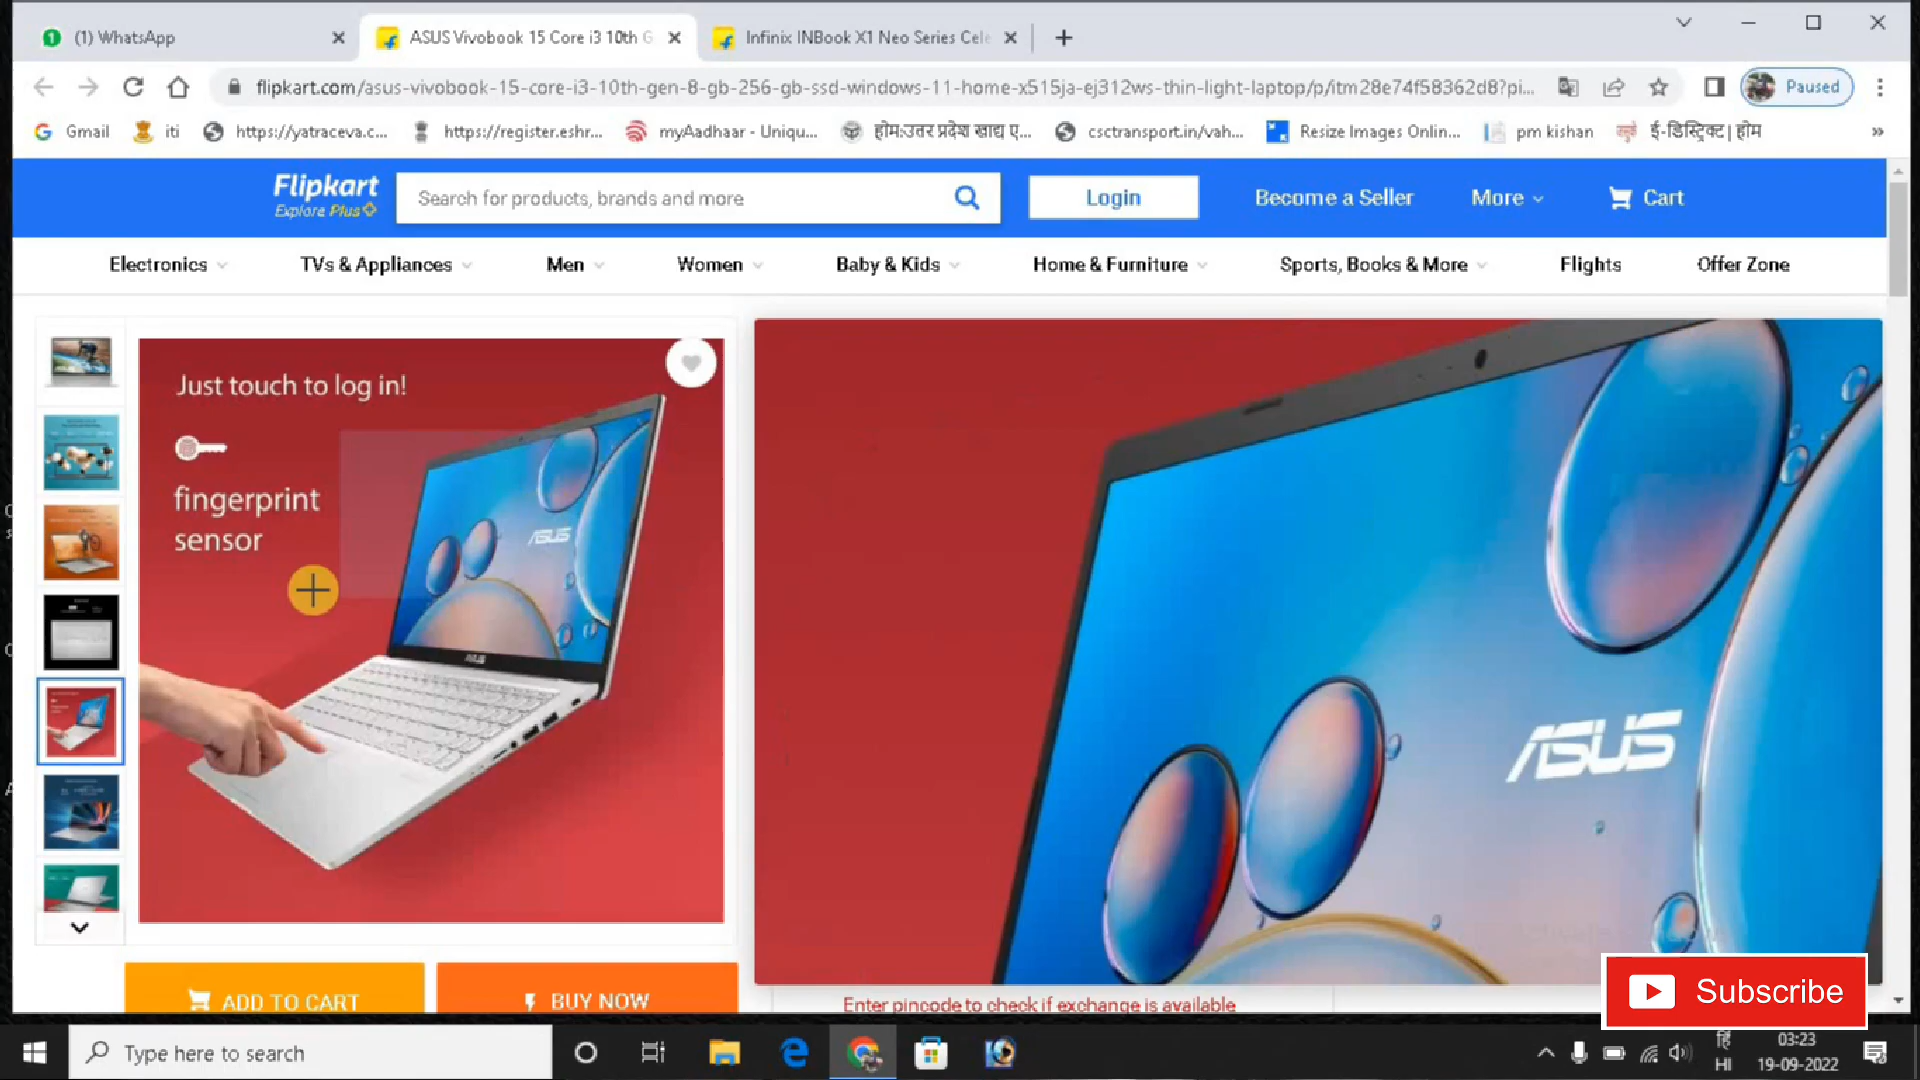 (1) WhatsApp
ASUS Vivobook 15 Core i3 10th G
Infinix INBook X1 Neo Series Cele
flipkart.com/asus-vivobook-15-core-i3-10th-gen-8-gb-256-gb-ssd-windows-11-home-x515ja-ej312ws-thin-light-laptop/p/itm28e74f58362d8?pi...
Paused
Gmail
iti
https://yatraceva.c...
https://register.eshr...
myAadhaar - Uniqu...
होम:उत्तर प्रदेश खाद्य ए...
csctransport.in/vah...
Resize Images Onlin...
pm kishan
ई-डिस्ट्रिक्ट | होम
»
Flipkart
Explore Plus
Search for products, brands and more
Login
Become a Seller
More
Cart
Electronics
TVs & Appliances
Men
Women
Baby & Kids
Home & Furniture
Sports, Books & More
Flights
Offer Zone
Just touch to log in!
fingerprint
sensor
ASUS
ASUS
ASUS
ADD TO CART
BUY NOW
Enter pincode to check if exchange is available
Subscribe
Type here to search
हिं
HI
03:23
19-09-2022